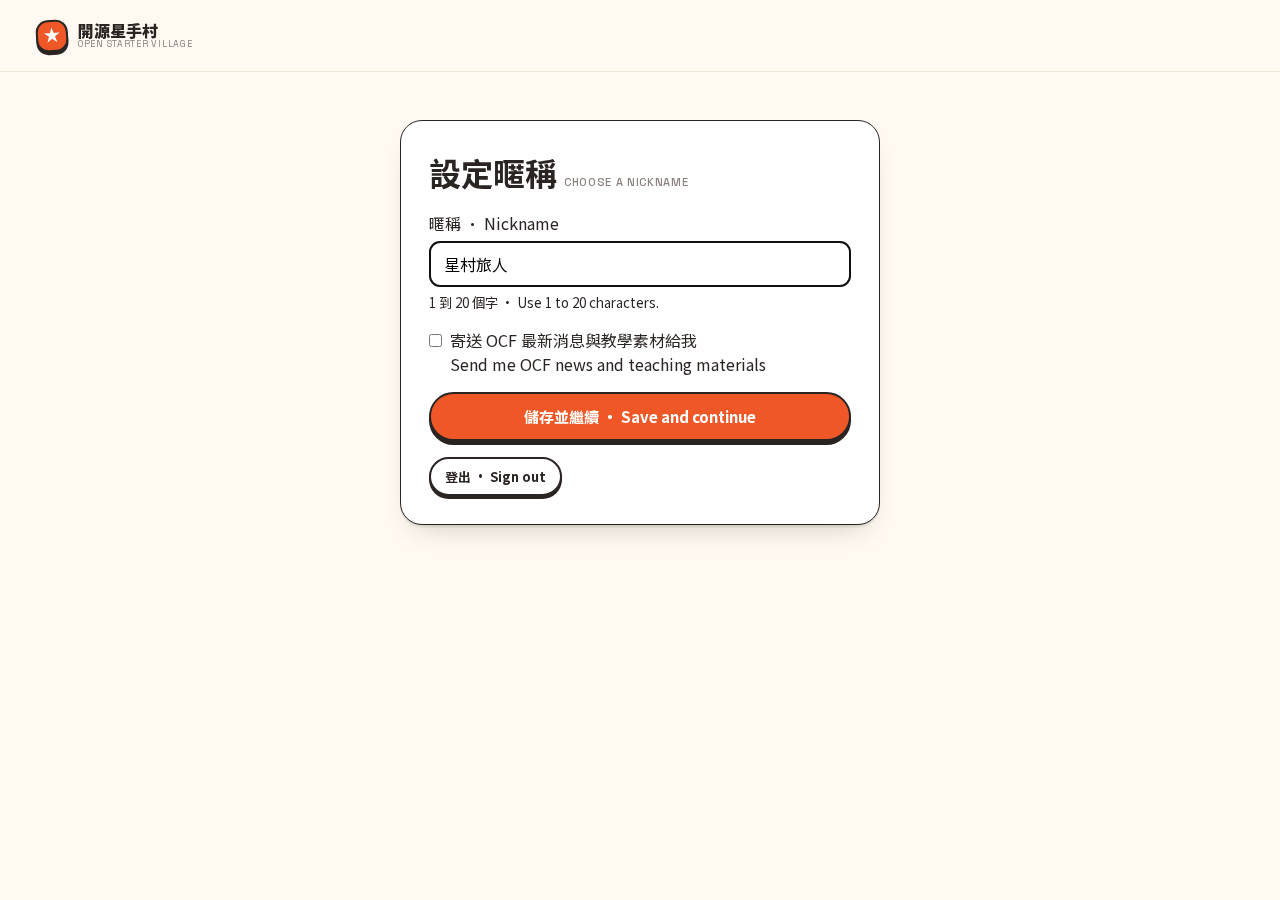 開源星手村
OPEN STARTER VILLAGE
設定暱稱 CHOOSE A NICKNAME
暱稱 · Nickname
星村旅人
1 到 20 個字 · Use 1 to 20 characters.
寄送 OCF 最新消息與教學素材給我
Send me OCF news and teaching materials
儲存並繼續 · Save and continue
登出 · Sign out